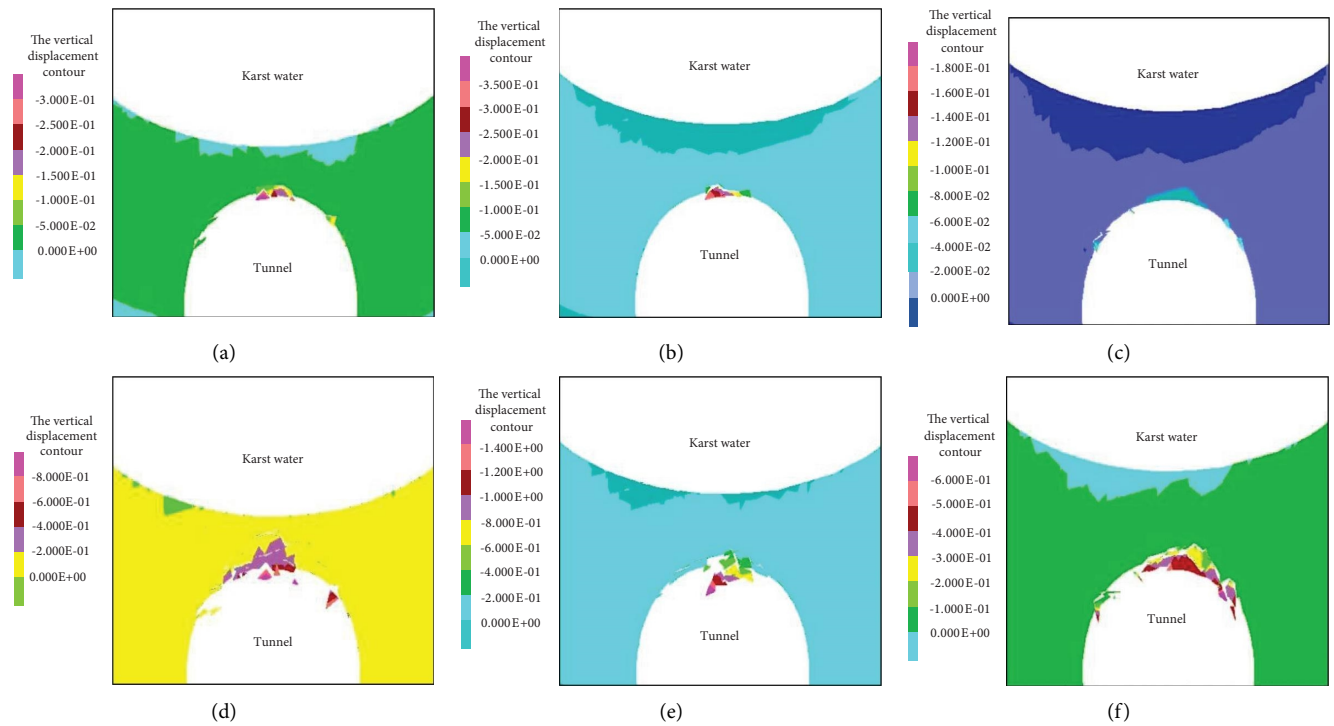 The vertical
displacement
contour
-3.000E-01
-2.500E-01
-2.000E-01
-1.500E-01
-1.000E-01
-5.000E-02
0.000E+00
Karst water
Tunnel
(a)
The vertical
displacement
contour
-3.500E-01
-3.000E-01
-2.500E-01
-2.000E-01
-1.500E-01
-1.000E-01
-5.000E-02
0.000E+00
Karst water
Tunnel
(b)
The vertical
displacement
contour
-1.800E-01
-1.600E-01
-1.400E-01
-1.200E-01
-1.000E-01
-8.000E-02
-6.000E-02
-4.000E-02
-2.000E-02
0.000E+00
Karst water
Tunnel
(c)
The vertical
displacement
contour
-8.000E-01
-6.000E-01
-4.000E-01
-2.000E-01
0.000E+00
Karst water
Tunnel
(d)
The vertical
displacement
contour
-1.400E+00
-1.200E+00
-1.000E+00
-8.000E-01
-6.000E-01
-4.000E-01
-2.000E-01
0.000E+00
Karst water
Tunnel
(e)
The vertical
displacement
contour
-6.000E-01
-5.000E-01
-4.000E-01
-3.000E-01
-2.000E-01
-1.000E-01
0.000E+00
Karst water
Tunnel
(f)